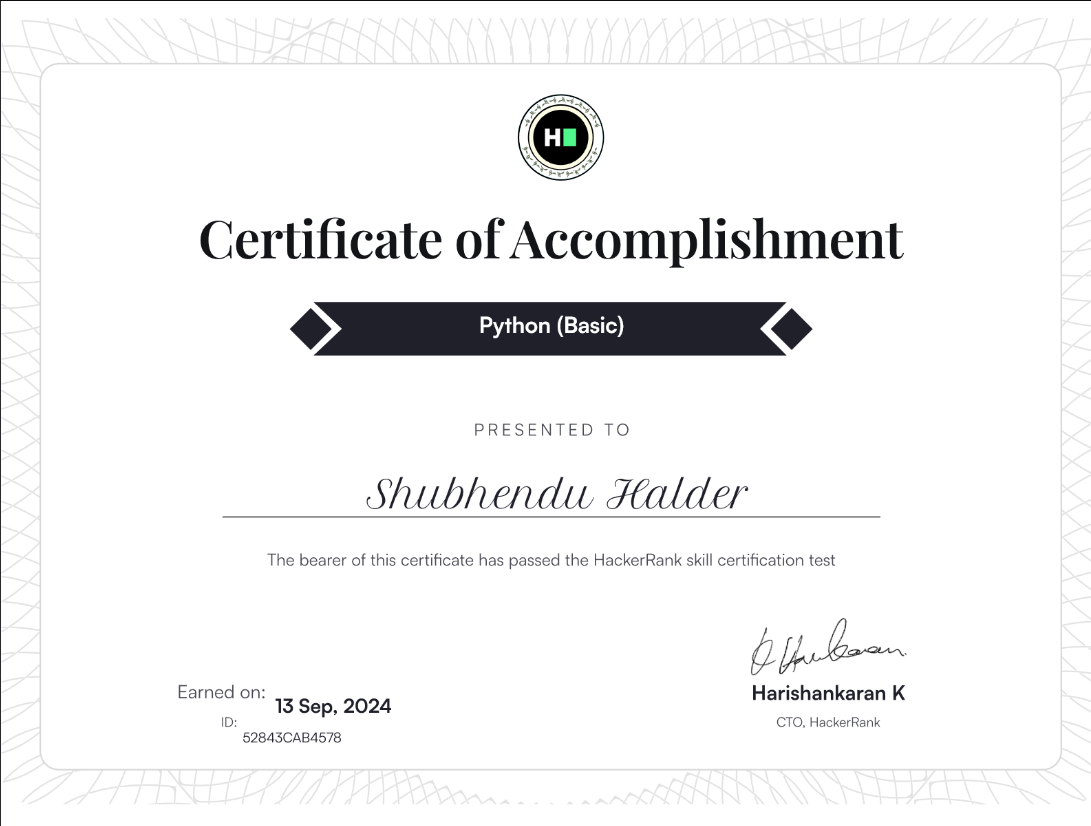 H
Certificate of Accomplishment
Python (Basic)
PRESENTED TO
Shubhendu Halder
The bearer of this certificate has passed the HackerRank skill certification test
Earned on: 13 Sep, 2024
ID: 52843CAB4578
Harishankaran K
CTO, HackerRank